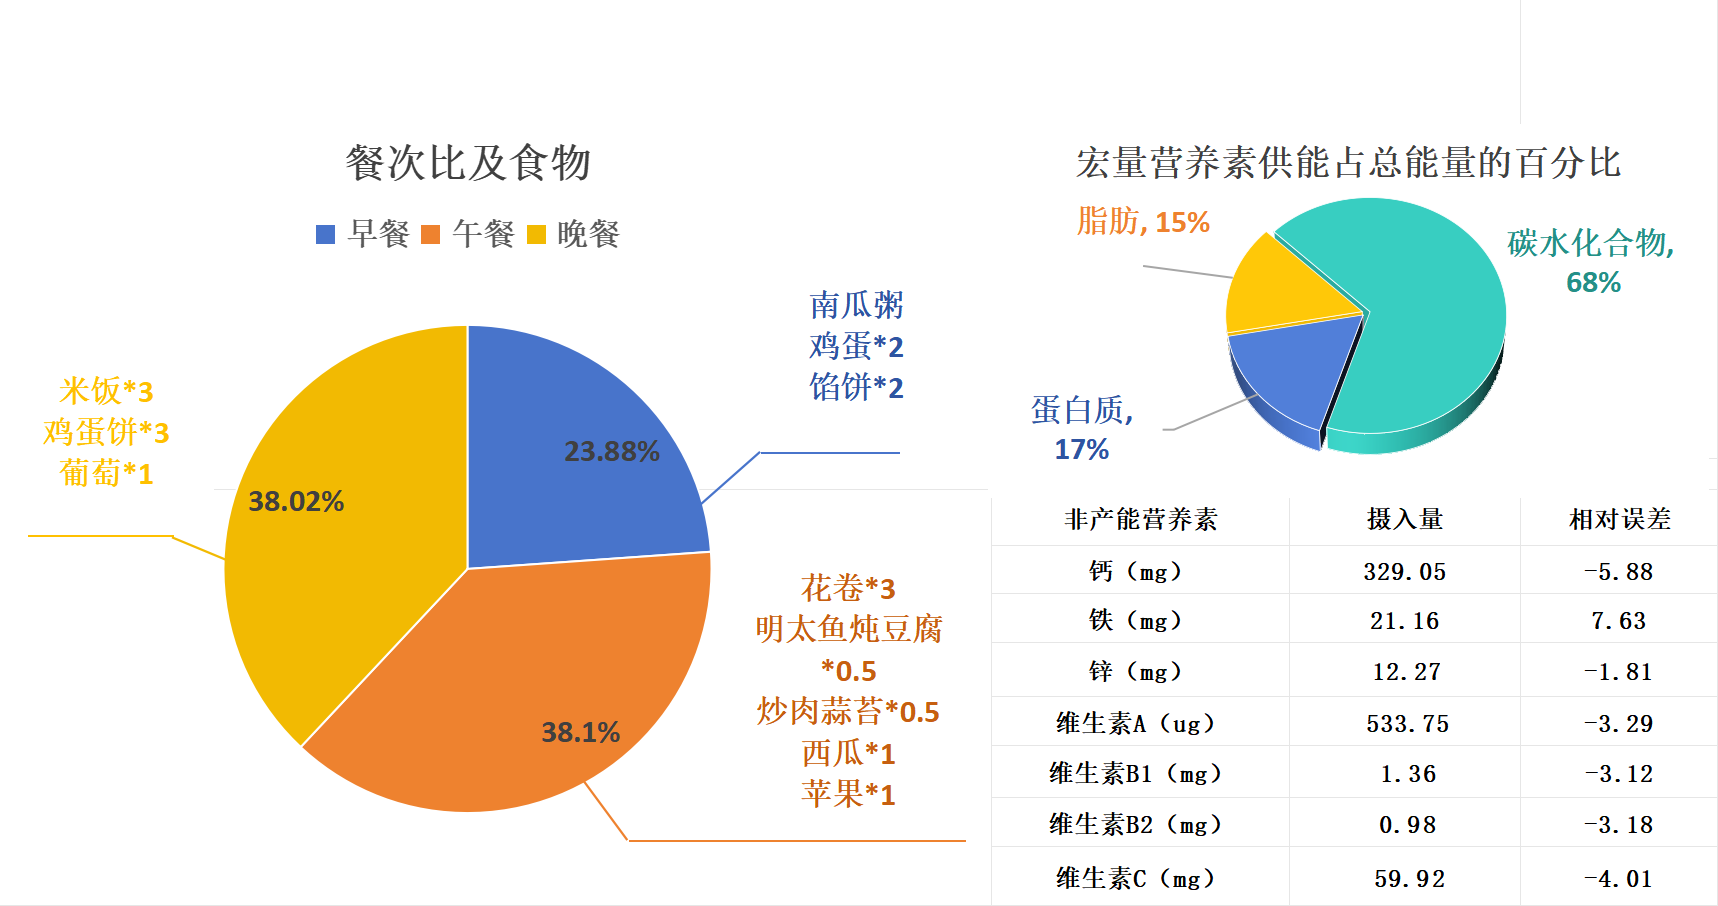 餐次比及食物
早餐 午餐 晚餐
南瓜粥
鸡蛋*2
馅饼*2
23.88%
米饭*3
鸡蛋饼*3
葡萄*1
38.02%
花卷*3
明太鱼炖豆腐
*0.5
炒肉蒜苔*0.5
西瓜*1
苹果*1
38.1%
宏量营养素供能占总能量的百分比
脂肪, 15%
碳水化合物,
68%
蛋白质,
17%
非产能营养素 摄入量 相对误差
钙（mg） 329.05 -5.88
铁（mg） 21.16 7.63
锌（mg） 12.27 -1.81
维生素A（ug） 533.75 -3.29
维生素B1（mg） 1.36 -3.12
维生素B2（mg） 0.98 -3.18
维生素C（mg） 59.92 -4.01